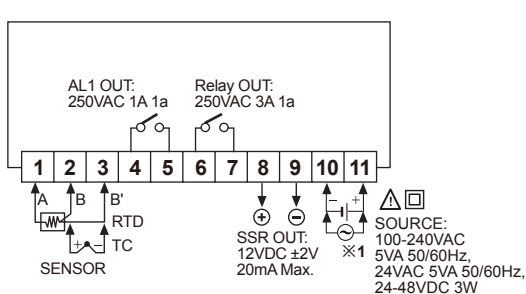 AL1 OUT:
250VAC 1A 1a
Relay OUT:
250VAC 3A 1a
1 2 3 4 5 6 7 8 9 10 11
A B B'
RTD
+ − TC
SENSOR
+ −
SSR OUT:
12VDC ±2V
20mA Max.
− +
※1
SOURCE:
100-240VAC
5VA 50/60Hz,
24VAC 5VA 50/60Hz,
24-48VDC 3W